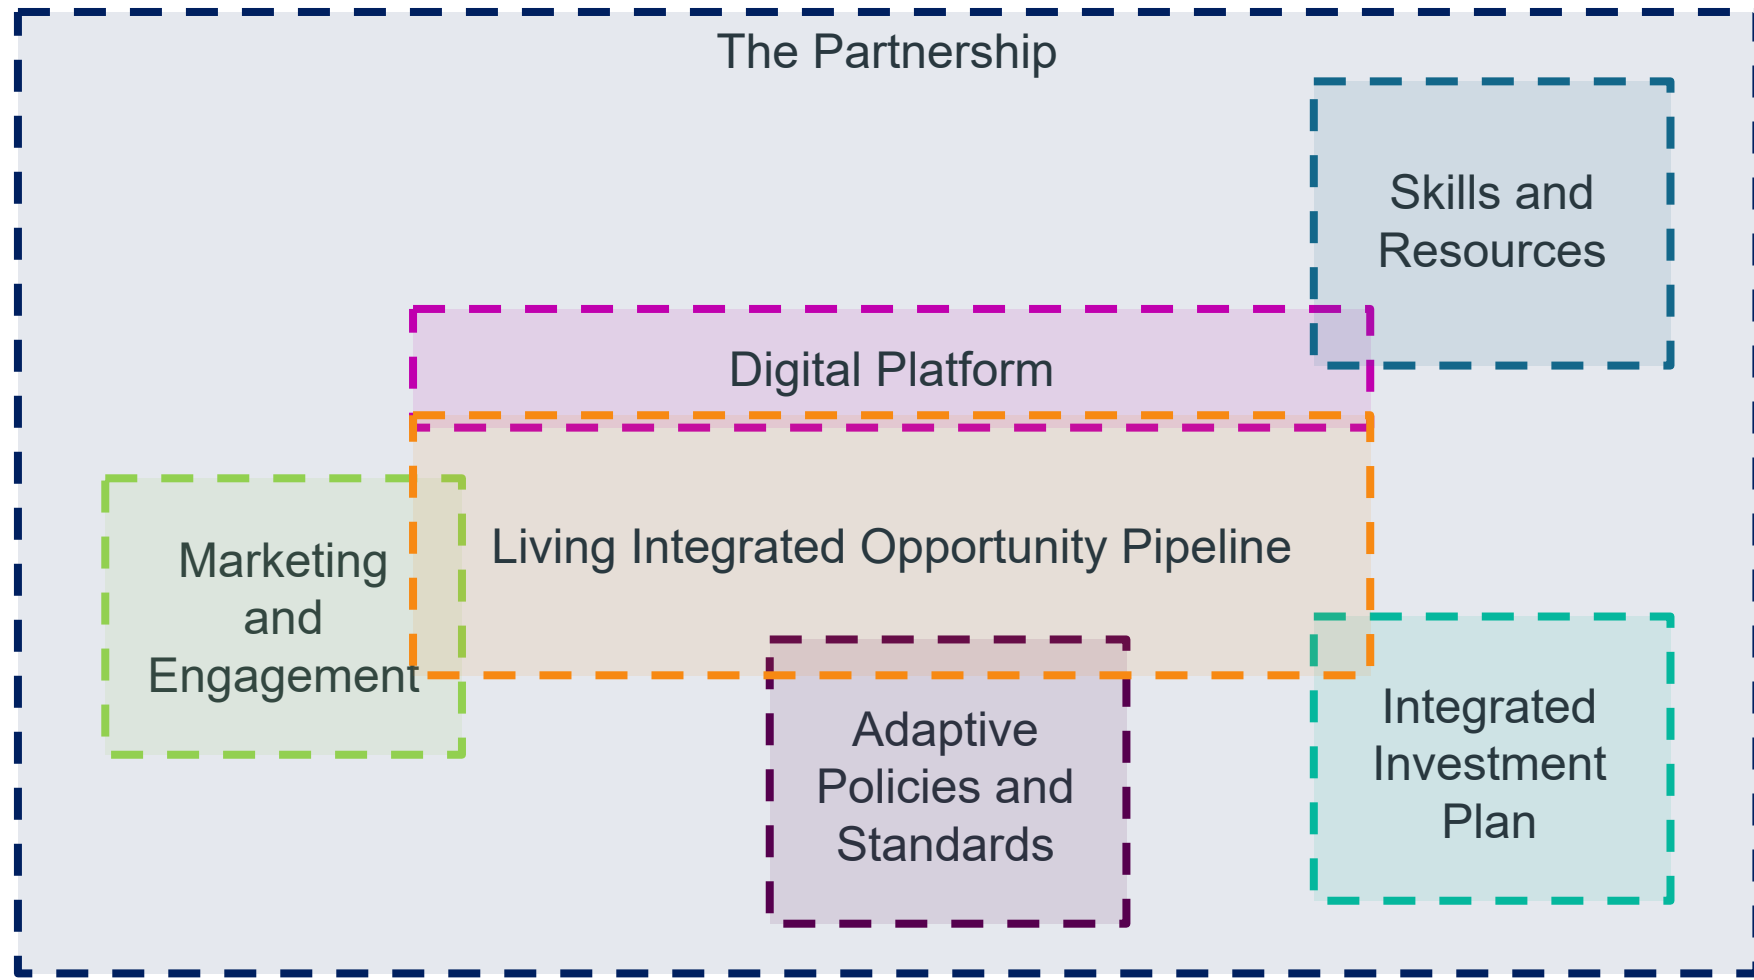 The Partnership
Skills and
Resources
Digital Platform
Living Integrated Opportunity Pipeline
Marketing
and
Engagement
Adaptive
Policies and
Standards
Integrated
Investment
Plan